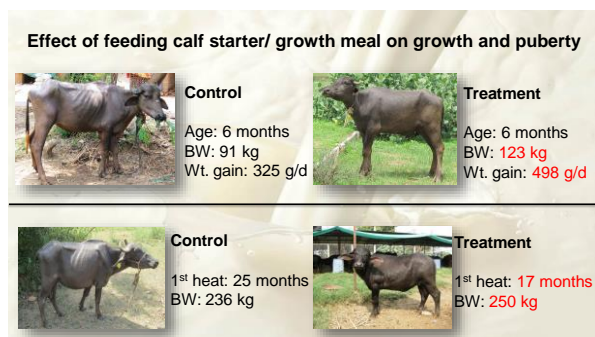 Effect of feeding calf starter/ growth meal on growth and puberty
Control
Age: 6 months
BW: 91 kg
Wt. gain: 325 g/d
Treatment
Age: 6 months
BW: 123 kg
Wt. gain: 498 g/d
Control
1st heat: 25 months
BW: 236 kg
Treatment
1st heat: 17 months
BW: 250 kg